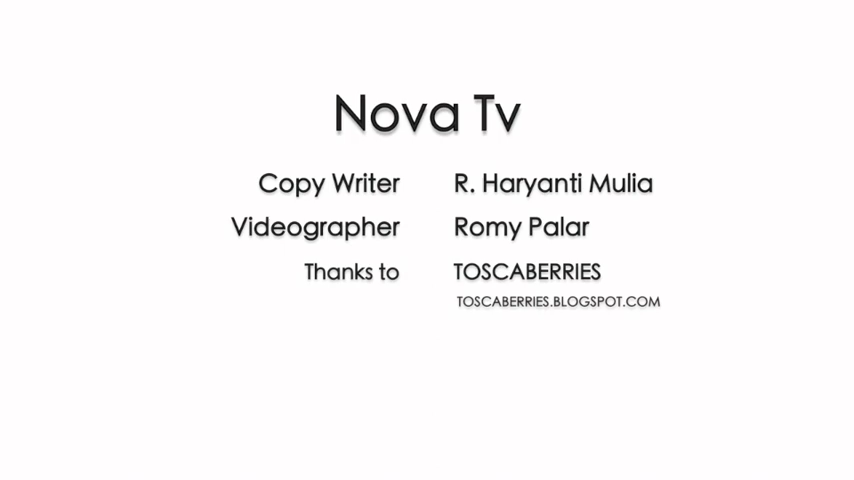 Nova Tv
Copy Writer R. Haryanti Mulia
Videographer Romy Palar
Thanks to TOSCABERRIES
TOSCABERRIES.BLOGSPOT.COM